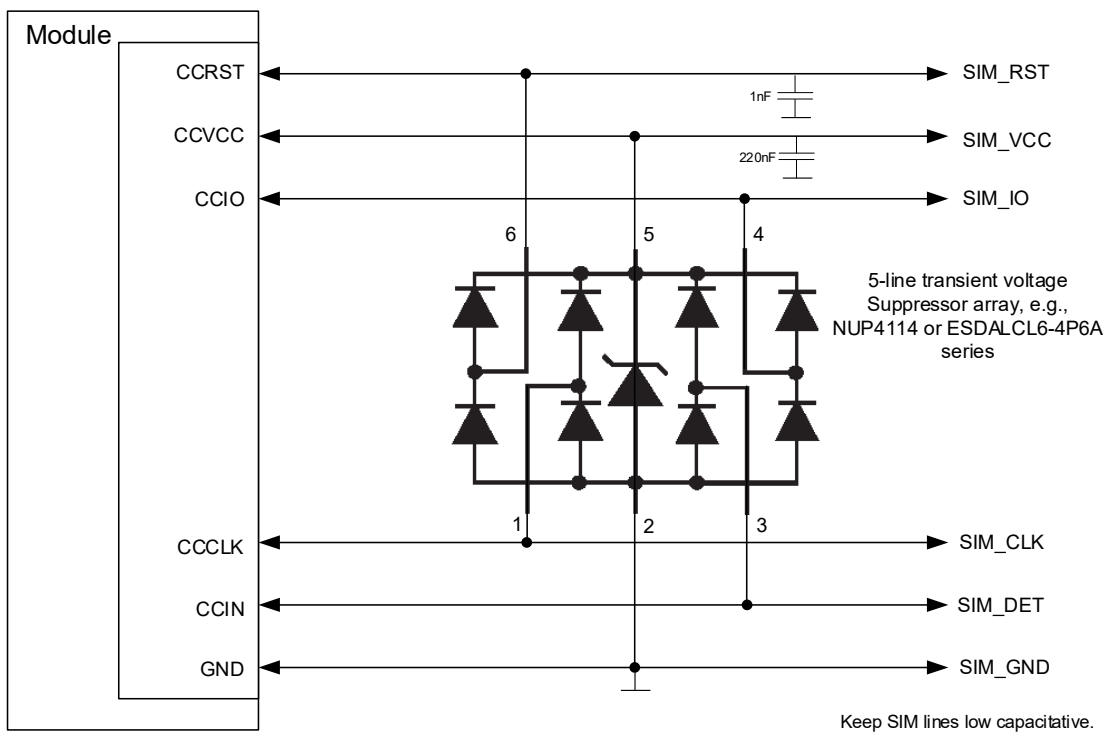 Module
CCRST
SIM_RST
1nF
CCVCC
SIM_VCC
220nF
CCIO
SIM_IO
6
5
4
5-line transient voltage
Suppressor array, e.g.,
NUP4114 or ESDALCL6-4P6A
series
1
2
3
CCCLK
SIM_CLK
CCIN
SIM_DET
GND
SIM_GND
Keep SIM lines low capacitative.